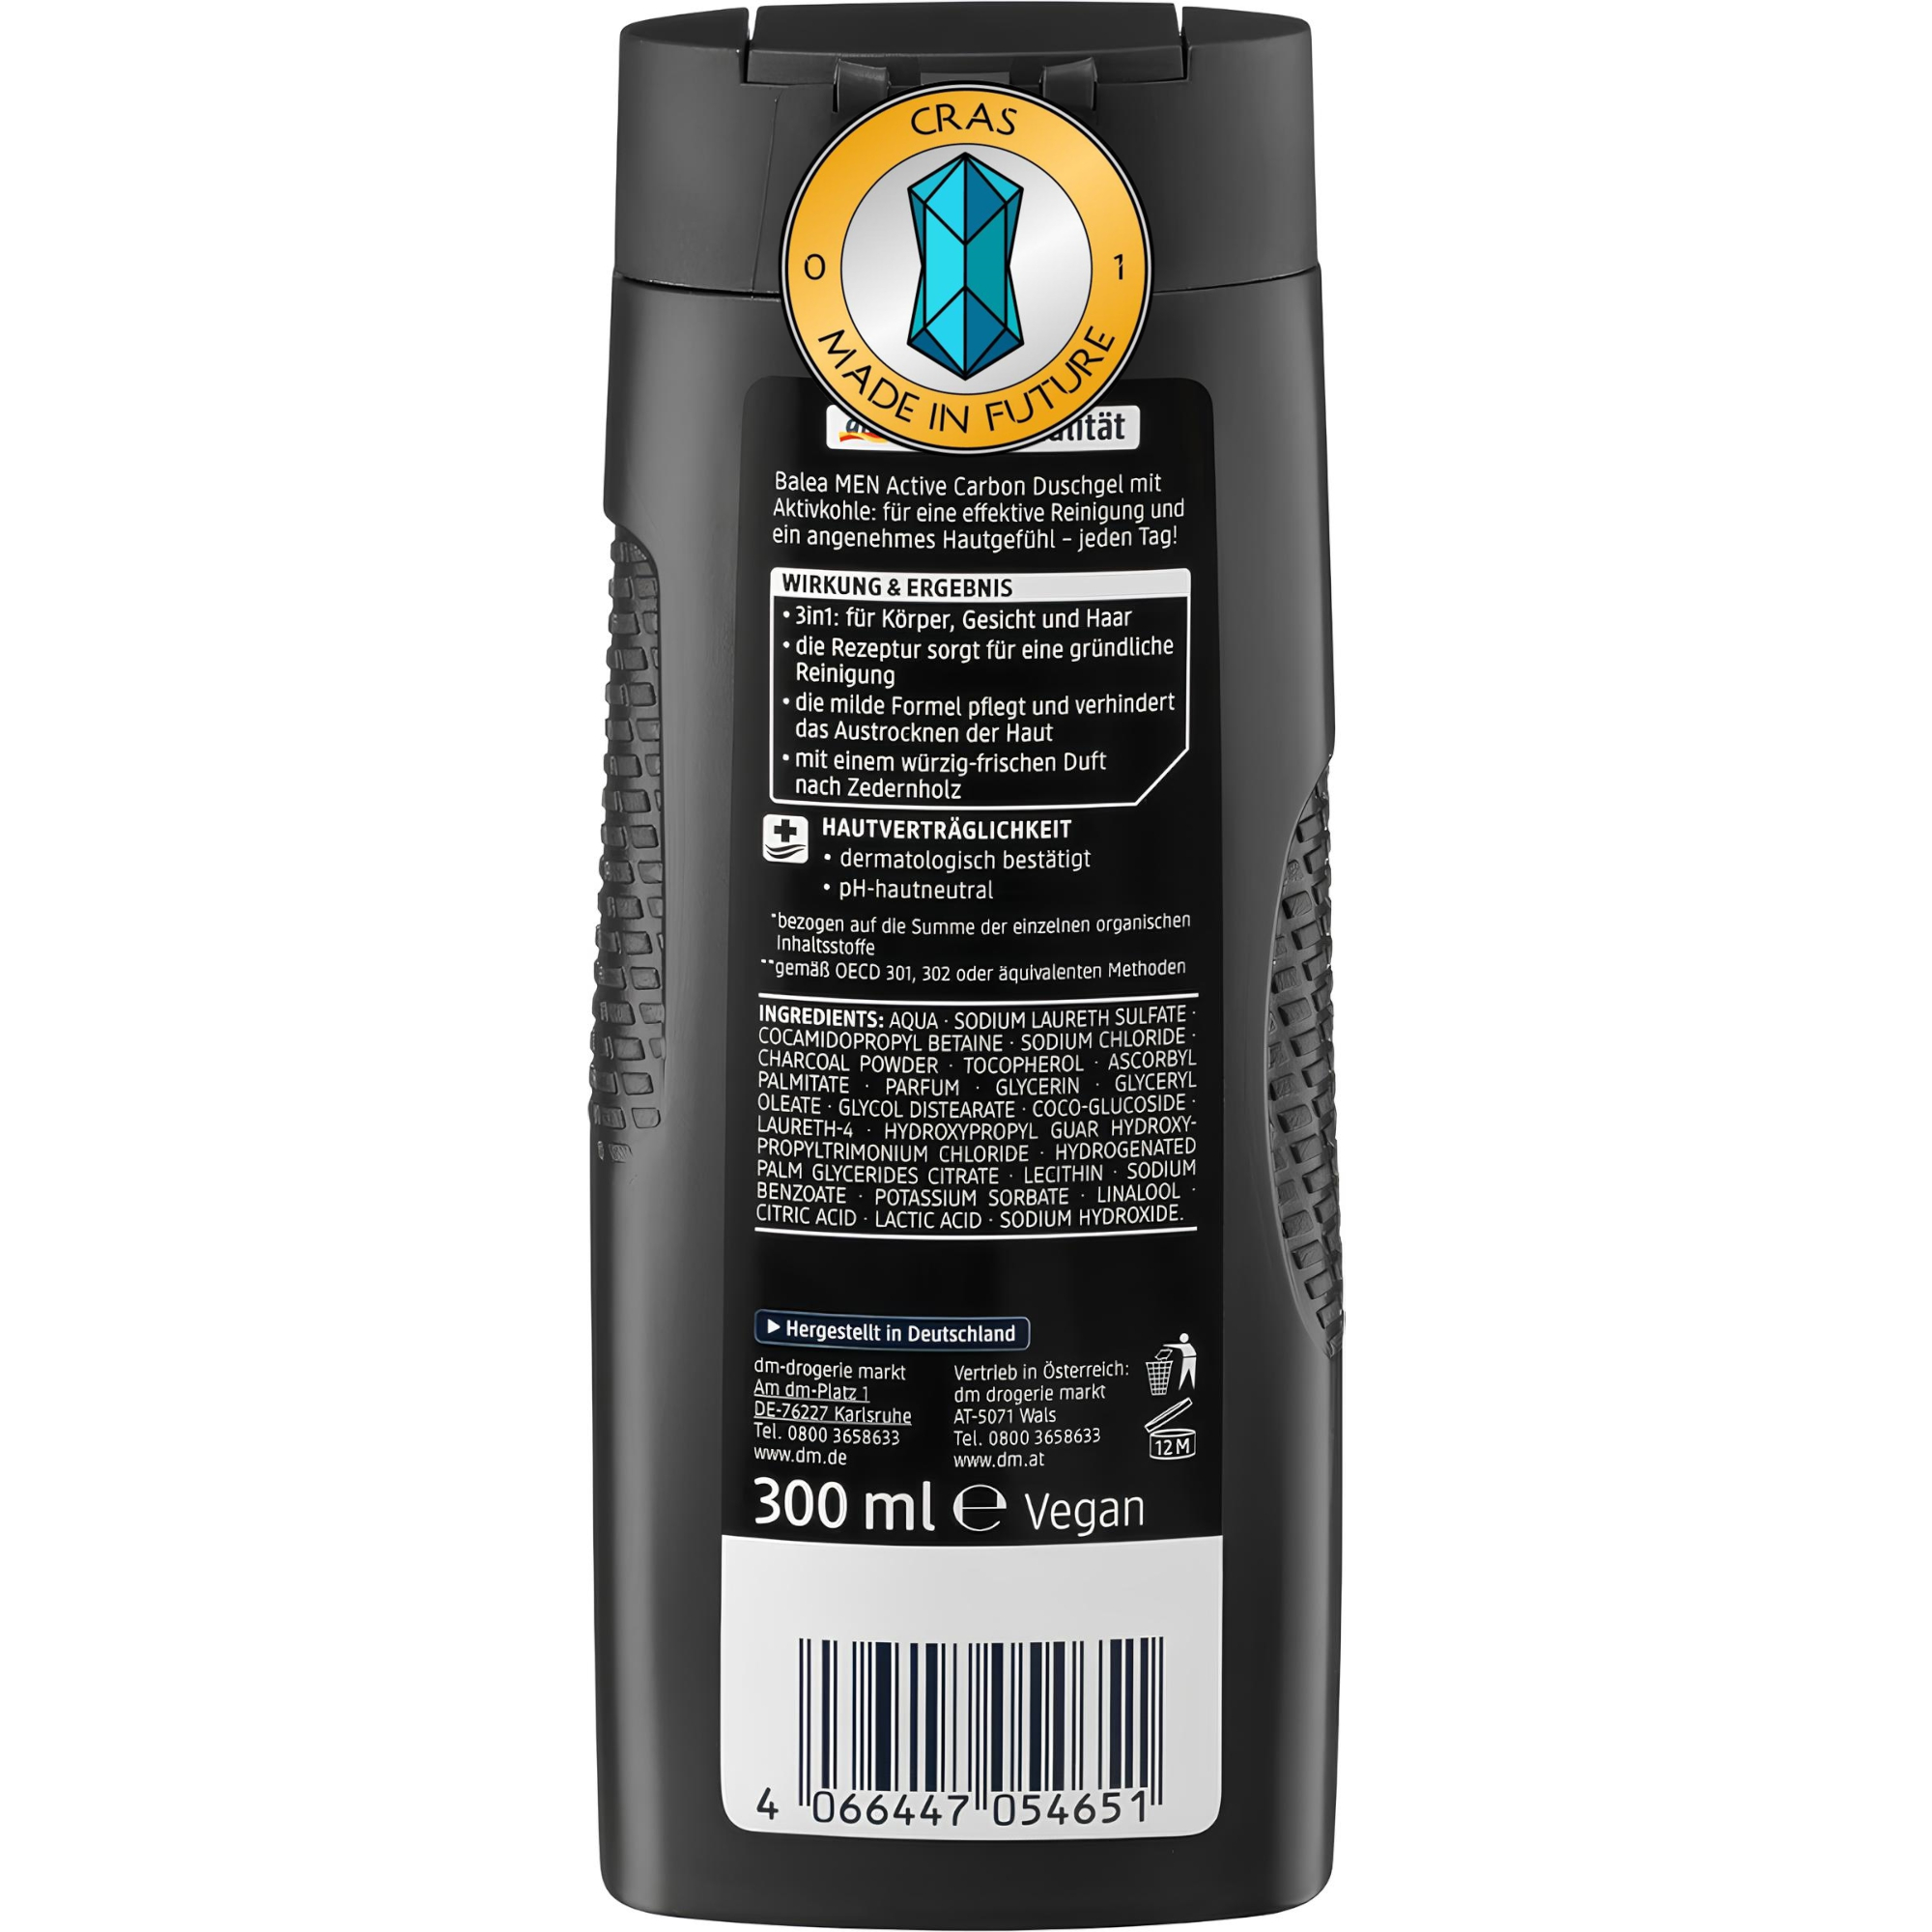 CRAS
0 1
MADE IN FUTURE
Balea MEN Active Carbon Duschgel mit
Aktivkohle: für eine effektive Reinigung und
ein angenehmes Hautgefühl – jeden Tag!
WIRKUNG & ERGEBNIS
• 3in1: für Körper, Gesicht und Haar
• die Rezeptur sorgt für eine gründliche
Reinigung
• die milde Formel pflegt und verhindert
das Austrocknen der Haut
• mit einem würzig-frischen Duft
nach Zedernholz
HAUTVERTRÄGLICHKEIT
• dermatologisch bestätigt
• pH-hautneutral
*bezogen auf die Summe der einzelnen organischen
Inhaltsstoffe
**gemäß OECD 301, 302 oder äquivalenten Methoden
INGREDIENTS: AQUA · SODIUM LAURETH SULFATE ·
COCAMIDOPROPYL BETAINE · SODIUM CHLORIDE ·
CHARCOAL POWDER · TOCOPHEROL · ASCORBYL
PALMITATE · PARFUM · GLYCERIN · GLYCERYL
OLEATE · GLYCOL DISTEARATE · COCO-GLUCOSIDE ·
LAURETH-4 · HYDROXYPROPYL GUAR HYDROXY-
PROPYLTRIMONIUM CHLORIDE · HYDROGENATED
PALM GLYCERIDES CITRATE · LECITHIN · SODIUM
BENZOATE · POTASSIUM SORBATE · LINALOOL ·
CITRIC ACID · LACTIC ACID · SODIUM HYDROXIDE.
Hergestellt in Deutschland
dm-drogerie markt
Am dm-Platz 1
DE-76227 Karlsruhe
Tel. 0800 3658633
www.dm.de
Vertrieb in Österreich:
dm drogerie markt
AT-5071 Wals
Tel. 0800 3658633
www.dm.at
12 M
300 ml ℮ Vegan
4 066447 054651